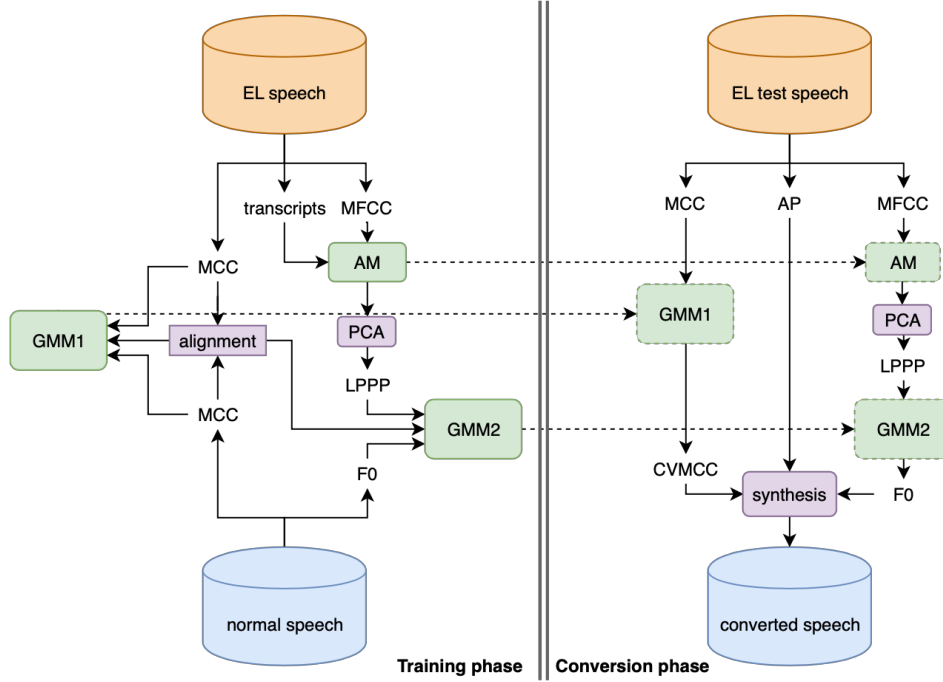 EL speech
transcripts
MFCC
MCC
AM
GMM1
alignment
PCA
LPPP
MCC
GMM2
F0
normal speech
Training phase
EL test speech
MCC
AP
MFCC
AM
GMM1
PCA
LPPP
GMM2
CVMCC
synthesis
F0
converted speech
Conversion phase